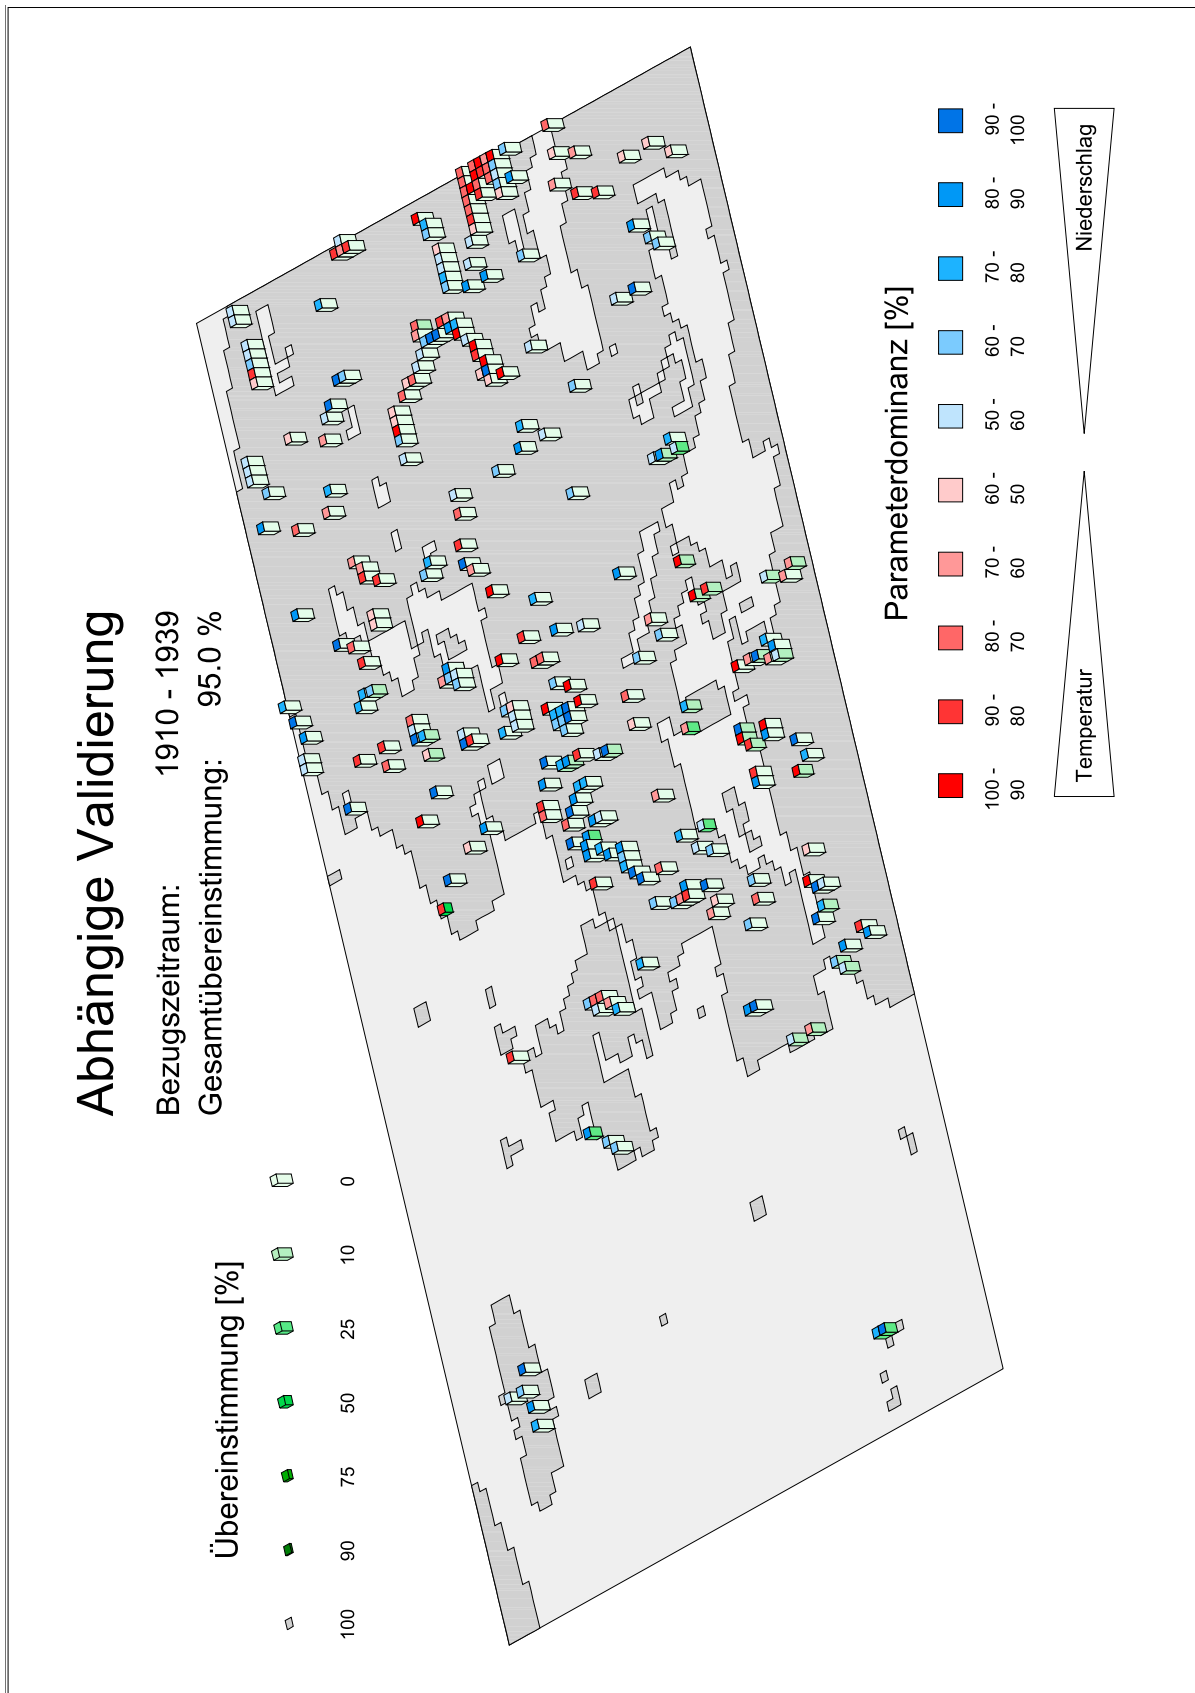 Abhängige Validierung
Bezugszeitraum: 1910 - 1939
Gesamtübereinstimmung: 95.0 %
Übereinstimmung [%]
100 90 75 50 25 10 0
Parameterdominanz [%]
100 - 90 - 80 - 70 - 60 - 50 - 60 - 70 - 80 - 90 -
90 80 70 60 50 60 70 80 90 100
Temperatur Niederschlag